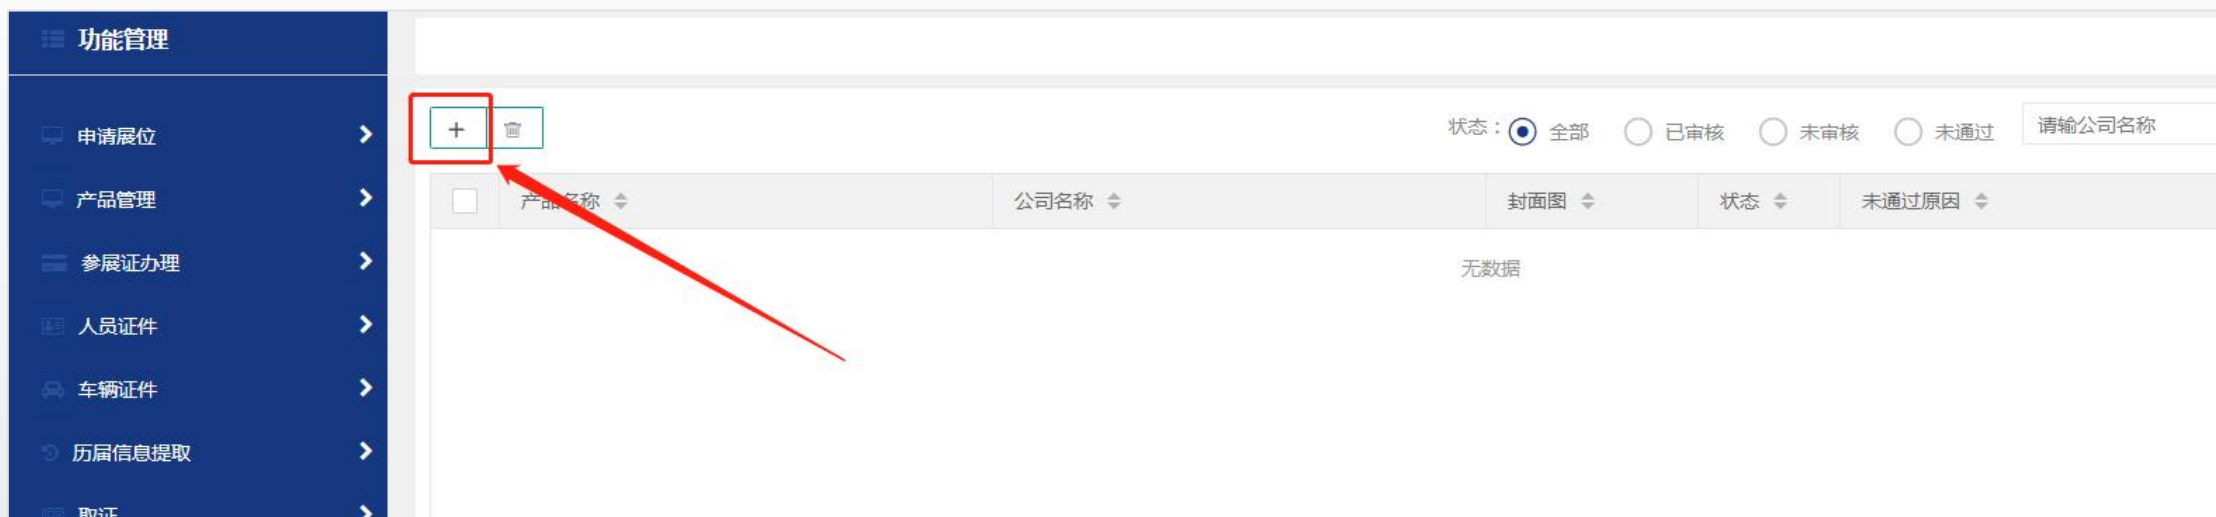 功能管理
申请展位
产品管理
参展证办理
人员证件
车辆证件
历届信息提取
取证
状态：全部 已审核 未审核 未通过 请输公司名称
产品名称 公司名称 封面图 状态 未通过原因
无数据